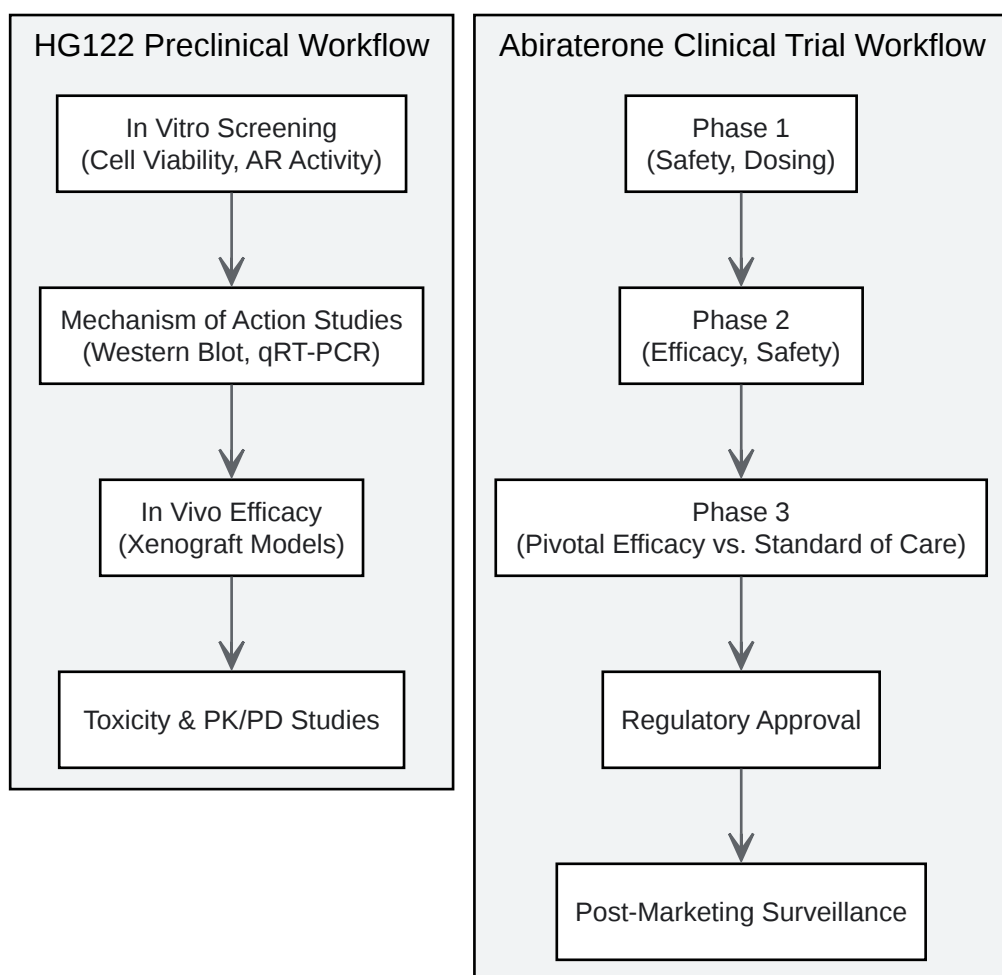 HG122 Preclinical Workflow
In Vitro Screening
(Cell Viability, AR Activity)
Mechanism of Action Studies
(Western Blot, qRT-PCR)
In Vivo Efficacy
(Xenograft Models)
Toxicity & PK/PD Studies
Abiraterone Clinical Trial Workflow
Phase 1
(Safety, Dosing)
Phase 2
(Efficacy, Safety)
Phase 3
(Pivotal Efficacy vs. Standard of Care)
Regulatory Approval
Post-Marketing Surveillance